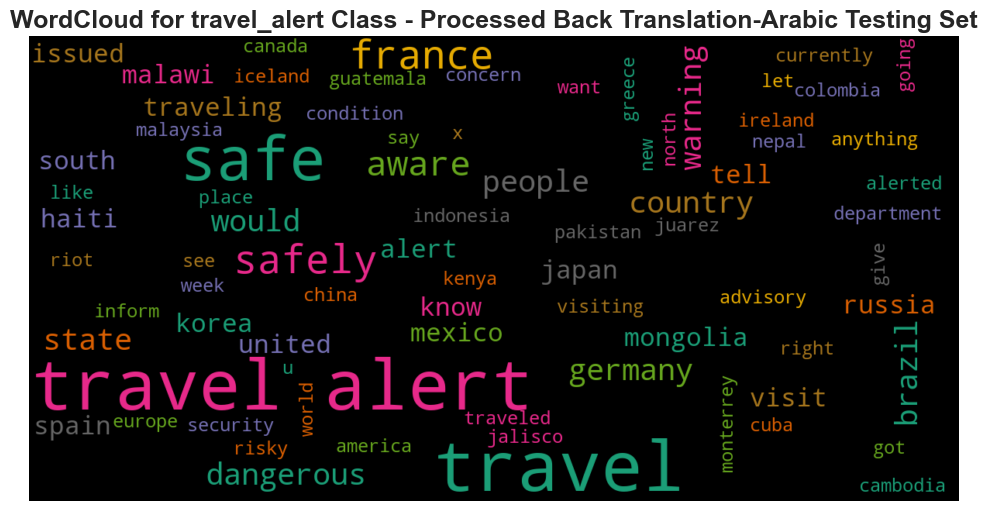 WordCloud for travel_alert Class - Processed Back Translation-Arabic Testing Set
issued
canada
france
malawi
iceland
guatemala
concern
want
greece
warning
currently
going
let
colombia
traveling
condition
malaysia
say
x
new
north
ireland
nepal
anything
south
safe
aware
people
tell
alerted
like
place
would
indonesia
country
department
haiti
pakistan
juarez
riot
see
safely
alert
japan
give
week
china
kenya
visiting
advisory
russia
inform
korea
know
mexico
mongolia
state
united
right
brazil
travel alert
u
world
germany
monterrey
visit
spain
europe
security
traveled
jalisco
cuba
risky
america
got
dangerous
travel
cambodia